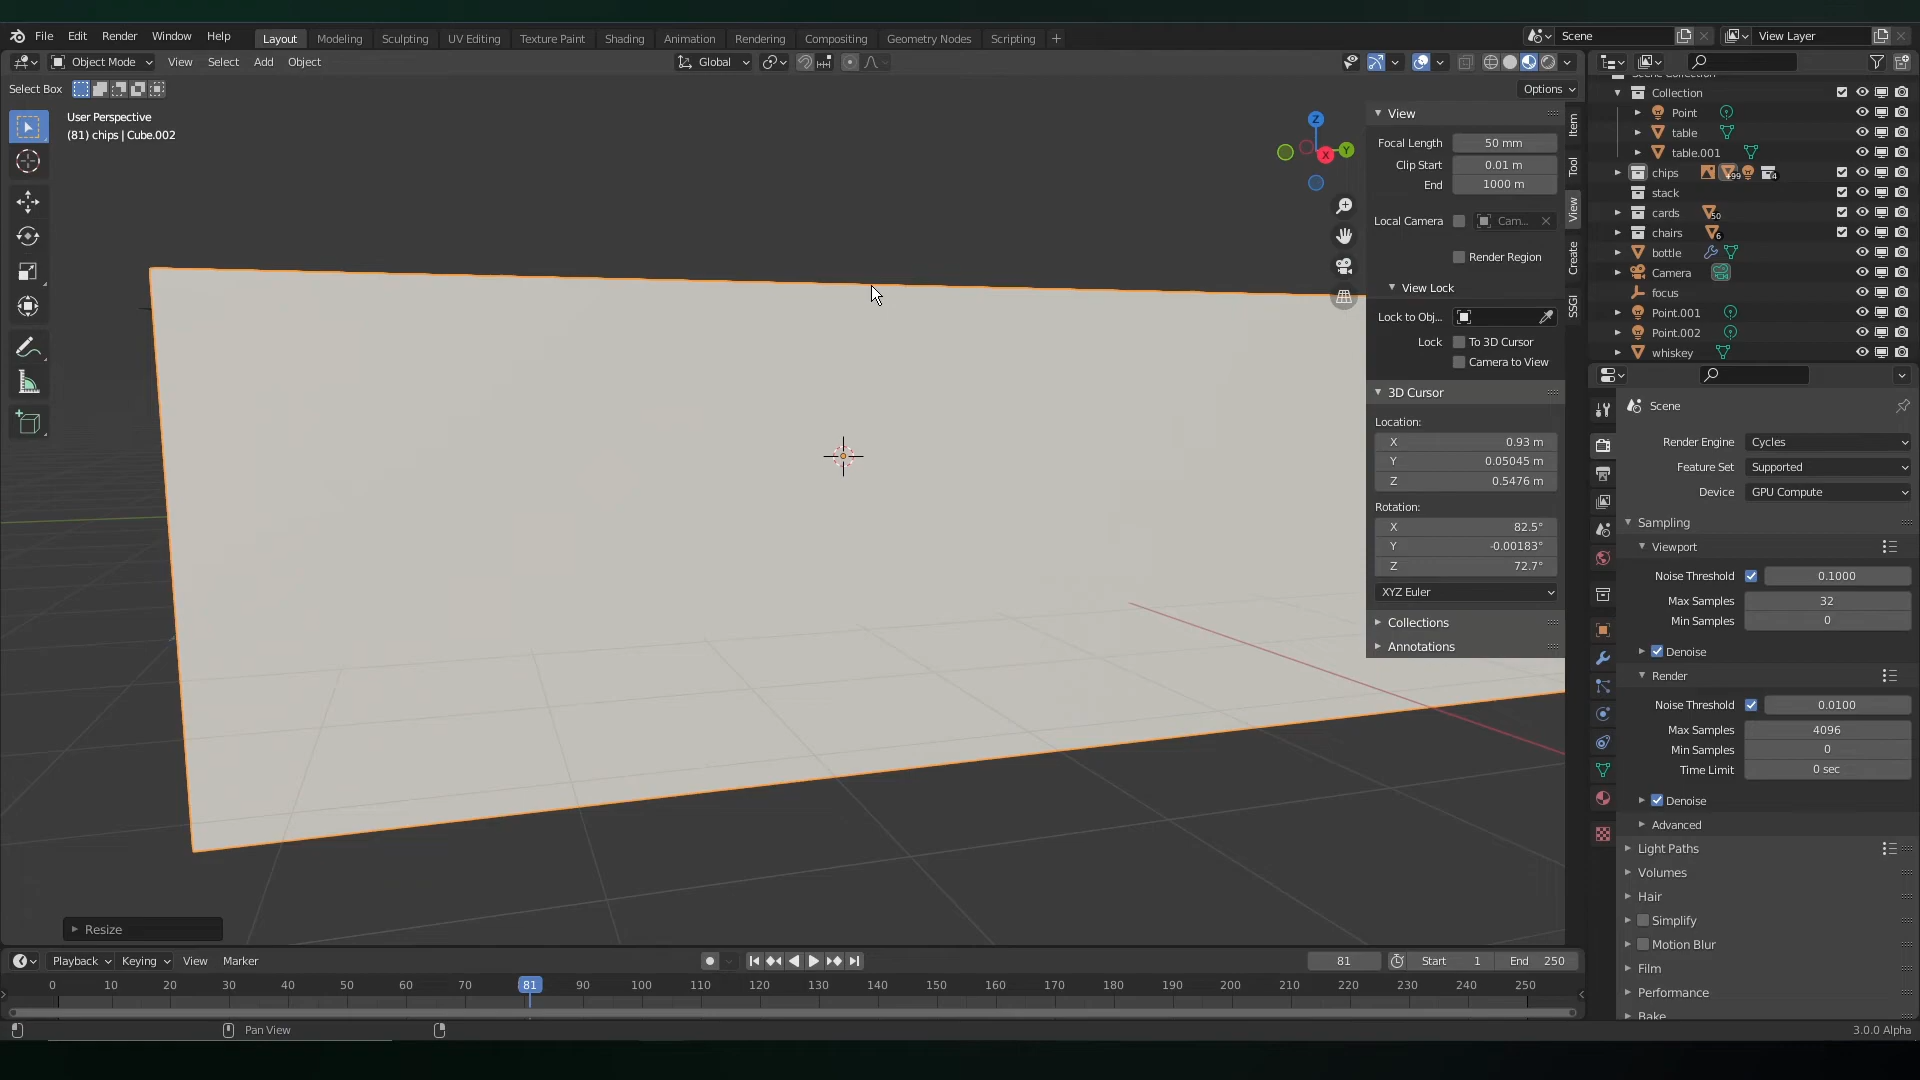 File Edit Render Window Help Layout Modeling Sculpting UV Editing Texture Paint Shading Animation Rendering Compositing Geometry Nodes Scripting + Scene View Layer
Object Mode View Select Add Object Global
Select Box Options
User Perspective
(81) chips | Cube.002
Z
Y
X
View
Focal Length 50 mm
Clip Start 0.01 m
End 1000 m
Local Camera Cam...
Render Region
View Lock
Lock to Obj...
Lock To 3D Cursor
Camera to View
3D Cursor
Location:
X 0.93 m
Y 0.05045 m
Z 0.5476 m
Rotation:
X 82.5°
Y -0.00183°
Z 72.7°
XYZ Euler
Collections
Annotations
Item
Tool
View
Create
SSGI
Collection
Point
table
table.001
chips +99 4
stack
cards 50
chairs 6
bottle
Camera
focus
Point.001
Point.002
whiskey
Scene
Render Engine Cycles
Feature Set Supported
Device GPU Compute
Sampling
Viewport
Noise Threshold 0.1000
Max Samples 32
Min Samples 0
Denoise
Render
Noise Threshold 0.0100
Max Samples 4096
Min Samples 0
Time Limit 0 sec
Denoise
Advanced
Light Paths
Volumes
Hair
Simplify
Motion Blur
Film
Performance
Bake
Resize
Playback Keying View Marker 81 Start 1 End 250
0 10 20 30 40 50 60 70 81 90 100 110 120 130 140 150 160 170 180 190 200 210 220 230 240 250
Pan View 3.0.0 Alpha